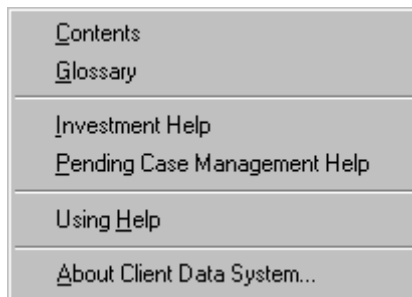 Contents
Glossary
Investment Help
Pending Case Management Help
Using Help
About Client Data System...